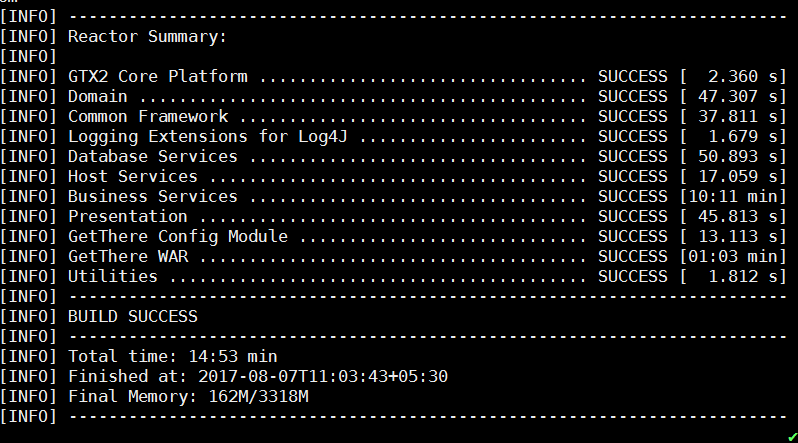 [INFO] ------------------------------------------------------------------------
[INFO] Reactor Summary:
[INFO]
[INFO] GTX2 Core Platform ................................. SUCCESS [  2.360 s]
[INFO] Domain ............................................. SUCCESS [ 47.307 s]
[INFO] Common Framework ................................... SUCCESS [ 37.811 s]
[INFO] Logging Extensions for Log4J ....................... SUCCESS [  1.679 s]
[INFO] Database Services .................................. SUCCESS [ 50.893 s]
[INFO] Host Services ...................................... SUCCESS [ 17.059 s]
[INFO] Business Services .................................. SUCCESS [10:11 min]
[INFO] Presentation ....................................... SUCCESS [ 45.813 s]
[INFO] GetThere Config Module ............................. SUCCESS [ 13.113 s]
[INFO] GetThere WAR ....................................... SUCCESS [01:03 min]
[INFO] Utilities .......................................... SUCCESS [  1.812 s]
[INFO] ------------------------------------------------------------------------
[INFO] BUILD SUCCESS
[INFO] ------------------------------------------------------------------------
[INFO] Total time: 14:53 min
[INFO] Finished at: 2017-08-07T11:03:43+05:30
[INFO] Final Memory: 162M/3318M
[INFO] ------------------------------------------------------------------------